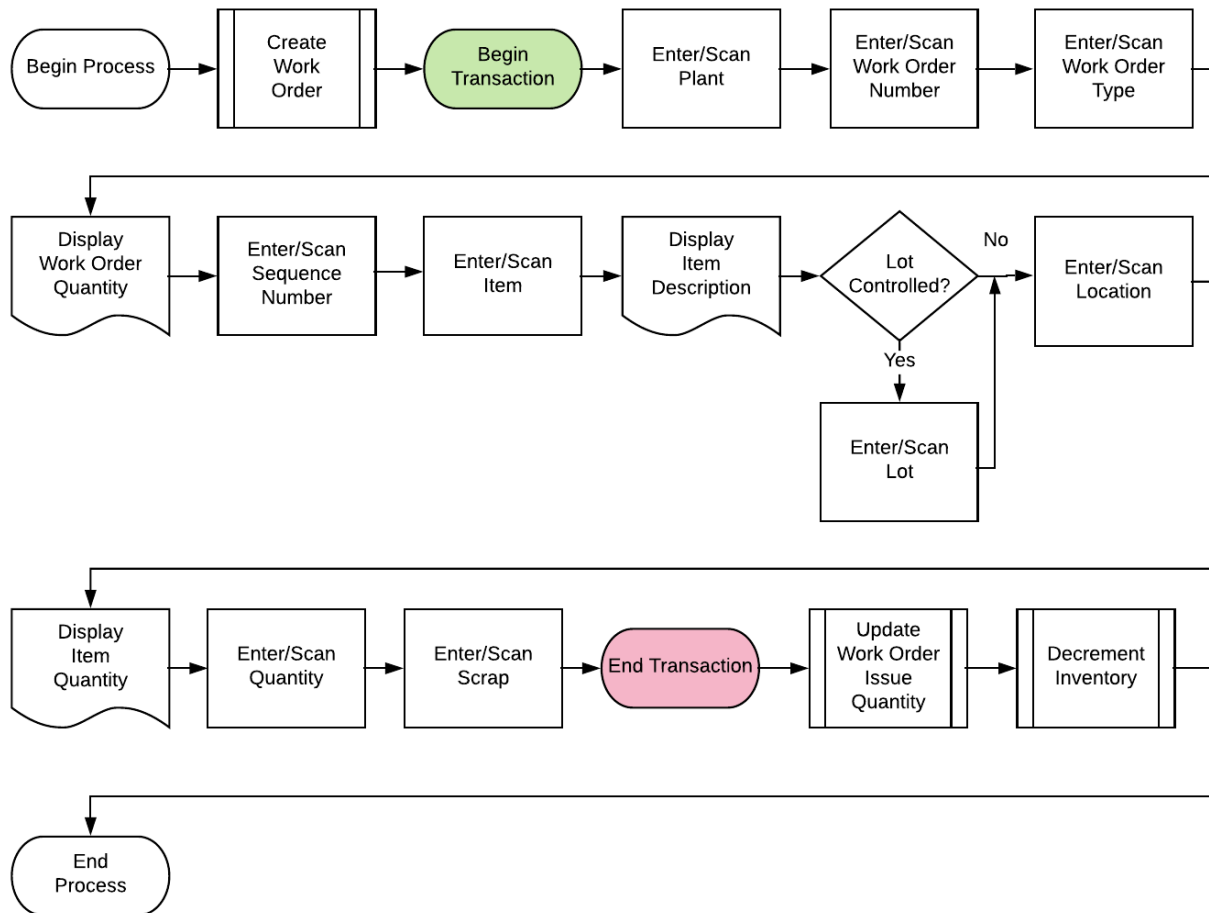 Begin Process
Create
Work
Order
Begin
Transaction
Enter/Scan
Plant
Enter/Scan
Work Order
Number
Enter/Scan
Work Order
Type
Display
Work Order
Quantity
Enter/Scan
Sequence
Number
Enter/Scan
Item
Display
Item
Description
Lot
Controlled?
No
Enter/Scan
Location
Yes
Enter/Scan
Lot
Display
Item
Quantity
Enter/Scan
Quantity
Enter/Scan
Scrap
End Transaction
Update
Work Order
Issue
Quantity
Decrement
Inventory
End
Process